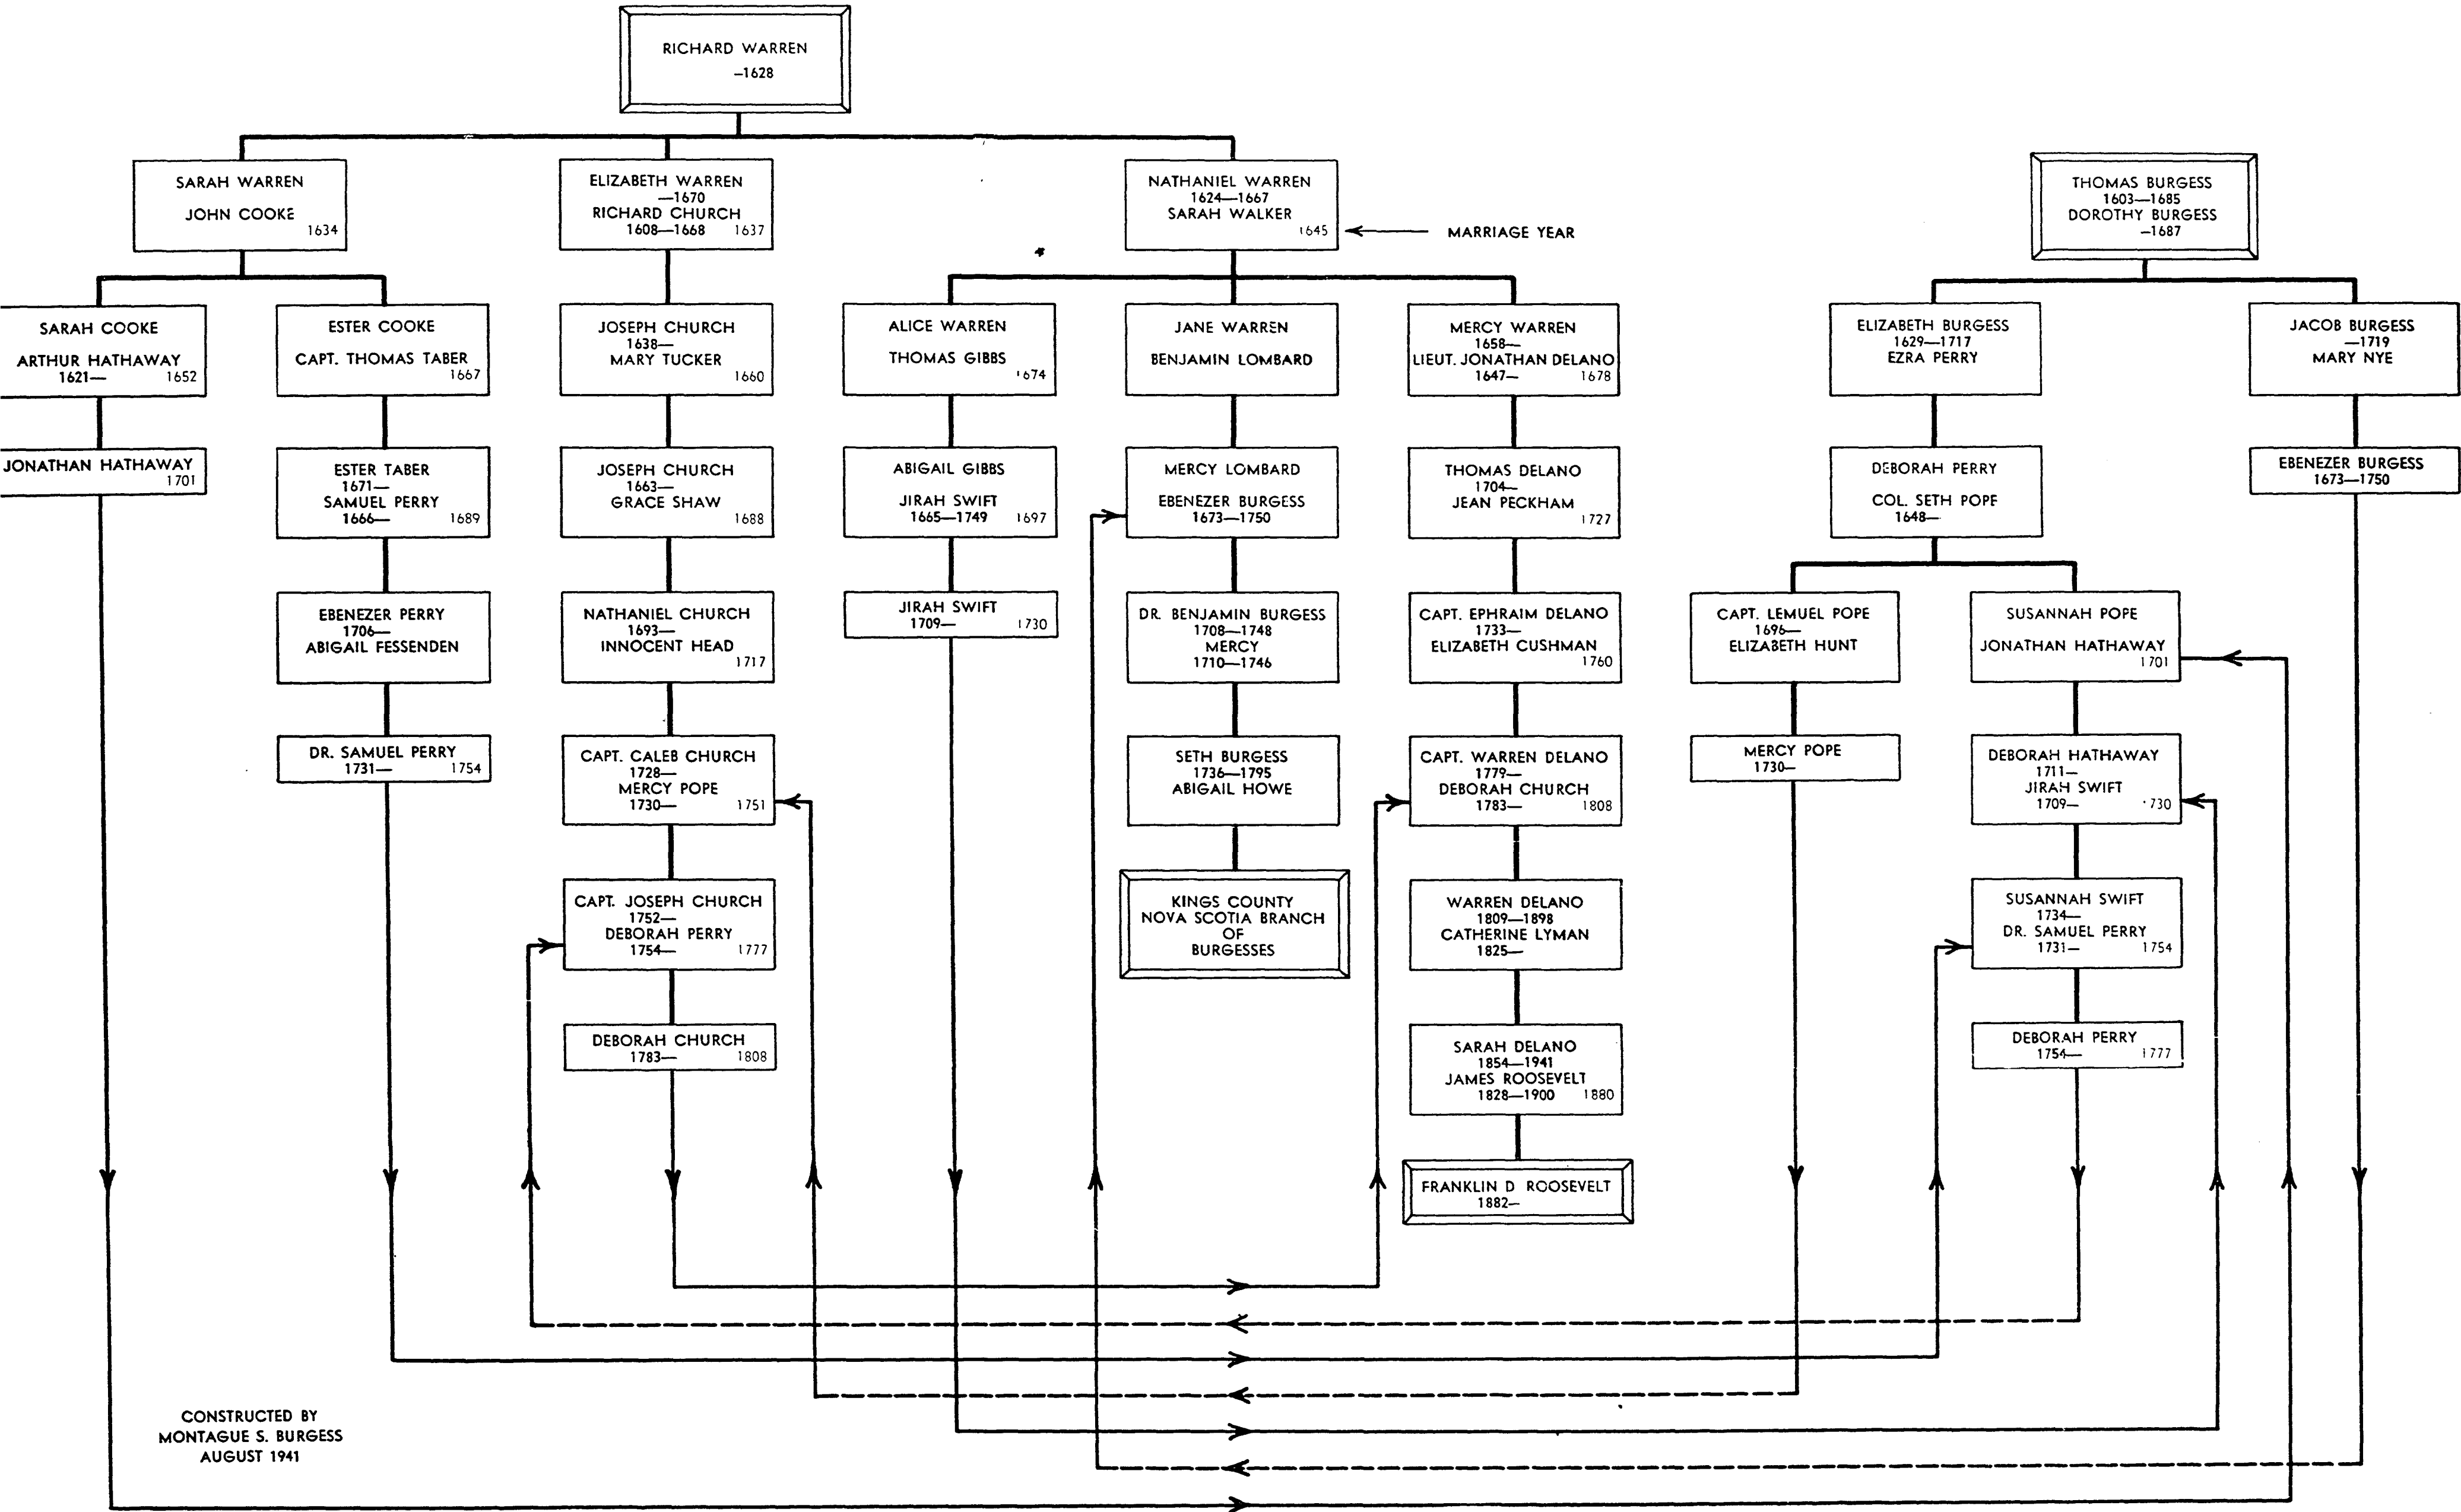 RICHARD WARREN
—1628
SARAH WARREN
JOHN COOKE
1634
ELIZABETH WARREN
—1670
RICHARD CHURCH
1608—1668 1637
NATHANIEL WARREN
1624—1667
SARAH WALKER
1645
MARRIAGE YEAR
THOMAS BURGESS
1603—1685
DOROTHY BURGESS
—1687
SARAH COOKE
ARTHUR HATHAWAY
1621— 1652
ESTER COOKE
CAPT. THOMAS TABER
1667
JOSEPH CHURCH
1638—
MARY TUCKER
1660
ALICE WARREN
THOMAS GIBBS
1674
JANE WARREN
BENJAMIN LOMBARD
MERCY WARREN
1658—
LIEUT. JONATHAN DELANO
1647— 1678
ELIZABETH BURGESS
1629—1717
EZRA PERRY
JACOB BURGESS
—1719
MARY NYE
JONATHAN HATHAWAY
1701
ESTER TABER
1671—
SAMUEL PERRY
1666— 1689
JOSEPH CHURCH
1663—
GRACE SHAW
1688
ABIGAIL GIBBS
JIRAH SWIFT
1665—1749 1697
MERCY LOMBARD
EBENEZER BURGESS
1673—1750
THOMAS DELANO
1704—
JEAN PECKHAM
1727
DEBORAH PERRY
COL. SETH POPE
1648—
EBENEZER BURGESS
1673—1750
EBENEZER PERRY
1706—
ABIGAIL FESSENDEN
NATHANIEL CHURCH
1693—
INNOCENT HEAD
1717
JIRAH SWIFT
1709— 1730
DR. BENJAMIN BURGESS
1708—1748
MERCY
1710—1746
CAPT. EPHRAIM DELANO
1733—
ELIZABETH CUSHMAN
1760
CAPT. LEMUEL POPE
1696—
ELIZABETH HUNT
SUSANNAH POPE
JONATHAN HATHAWAY
1701
DR. SAMUEL PERRY
1731— 1754
CAPT. CALEB CHURCH
1728—
MERCY POPE
1730— 1751
SETH BURGESS
1736—1795
ABIGAIL HOWE
CAPT. WARREN DELANO
1779—
DEBORAH CHURCH
1783— 1808
MERCY POPE
1730—
DEBORAH HATHAWAY
1711—
JIRAH SWIFT
1709— 1730
CAPT. JOSEPH CHURCH
1752—
DEBORAH PERRY
1754— 1777
KINGS COUNTY
NOVA SCOTIA BRANCH
OF
BURGESSES
WARREN DELANO
1809—1898
CATHERINE LYMAN
1825—
SUSANNAH SWIFT
1734—
DR. SAMUEL PERRY
1731— 1754
DEBORAH CHURCH
1783— 1808
SARAH DELANO
1854—1941
JAMES ROOSEVELT
1828—1900 1880
DEBORAH PERRY
1754— 1777
FRANKLIN D ROOSEVELT
1882—
CONSTRUCTED BY
MONTAGUE S. BURGESS
AUGUST 1941